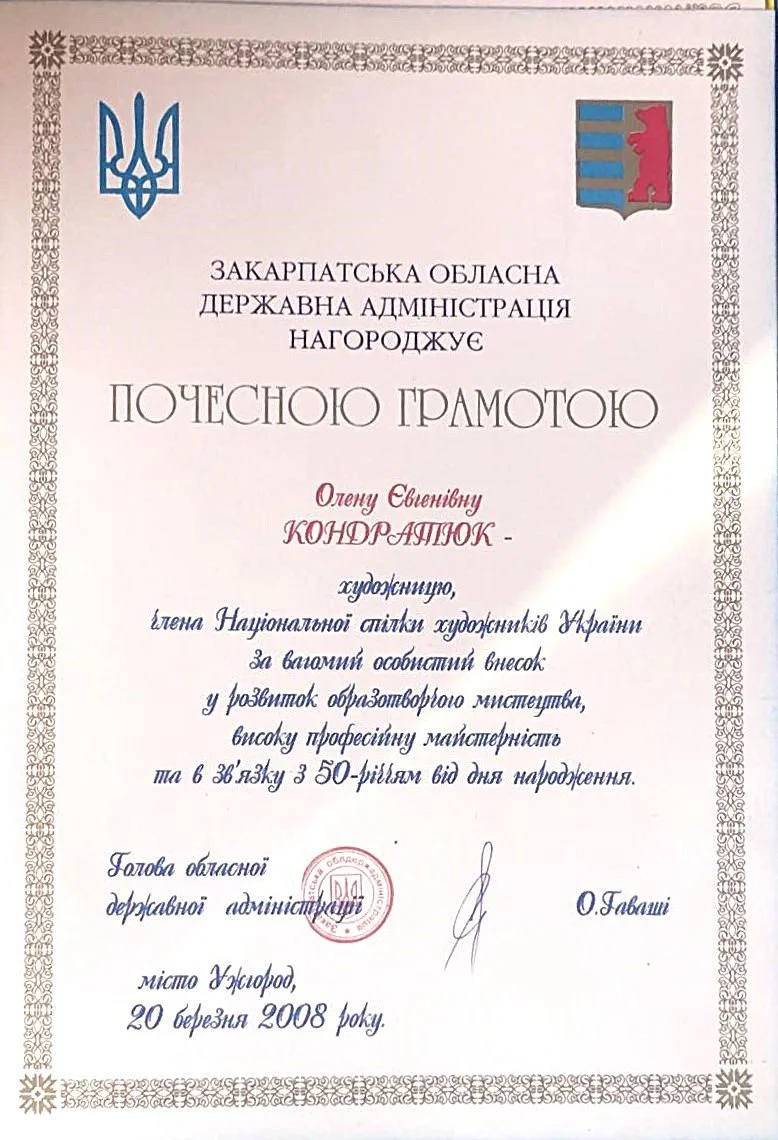 ЗАКАРПАТСЬКА ОБЛАСНА
ДЕРЖАВНА АДМІНІСТРАЦІЯ
НАГОРОДЖУЄ
ПОЧЕСНОЮ ГРАМОТОЮ
Олену Євгенівну
КОНДРАТЮК -
художницю,
члена Національної спілки художників України
за вагомий особистий внесок
у розвиток образотворчого мистецтва,
високу професійну майстерність
та в зв'язку з 50-річчям від дня народження.
Голова обласної
державної адміністрації
О.Гаваші
місто Ужгород,
20 березня 2008 року.